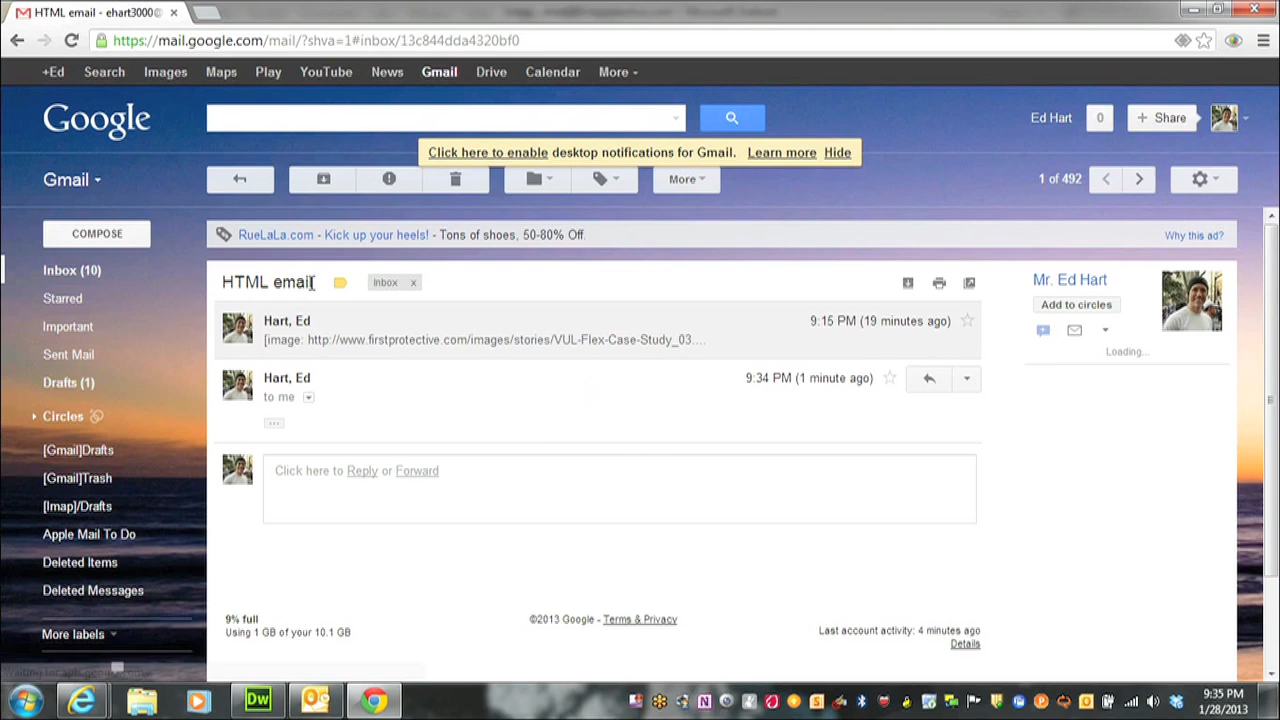 HTML email - ehart3000@
https://mail.google.com/mail/?shva=1#inbox/13c844dda4320bf0
+Ed Search Images Maps Play YouTube News Gmail Drive Calendar More
Google
Ed Hart 0 + Share
Click here to enable desktop notifications for Gmail. Learn more Hide
Gmail More 1 of 492
COMPOSE
RueLaLa.com - Kick up your heels! - Tons of shoes, 50-80% Off. Why this ad?
Inbox (10)
Starred
Important
Sent Mail
Drafts (1)
Circles
[Gmail]Drafts
[Gmail]Trash
[Imap]/Drafts
Apple Mail To Do
Deleted Items
Deleted Messages
More labels
HTML email Inbox x
Hart, Ed 9:15 PM (19 minutes ago)
[image: http://www.firstprotective.com/images/stories/VUL-Flex-Case-Study_03....
Hart, Ed 9:34 PM (1 minute ago)
to me
...
Click here to Reply or Forward
Mr. Ed Hart
Add to circles
Loading...
9% full
Using 1 GB of your 10.1 GB
©2013 Google - Terms & Privacy
Last account activity: 4 minutes ago
Details
Dw
9:35 PM
1/28/2013